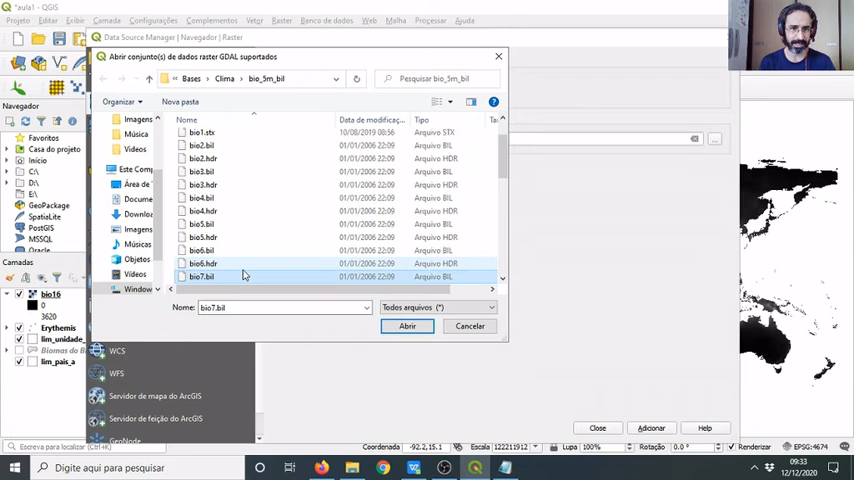 *aula1 - QGIS
Projeto Editar Exibir Camada Configurações Complementos Vetor Raster Banco de dados Web Malha Processar Ajuda
Data Source Manager | Navegador | Raster
Abrir conjunto(s) de dados raster GDAL suportados
Bases Clima bio_5m_bil
Pesquisar bio_5m_bil
Organizar Nova pasta
Nome Data de modificaç... Tipo
bio1.stx 10/08/2019 08:56 Arquivo STX
bio2.bil 01/01/2006 22:09 Arquivo BIL
bio2.hdr 01/01/2006 22:09 Arquivo HDR
bio3.bil 01/01/2006 22:09 Arquivo BIL
bio3.hdr 01/01/2006 22:09 Arquivo HDR
bio4.bil 01/01/2006 22:09 Arquivo BIL
bio4.hdr 01/01/2006 22:09 Arquivo HDR
bio5.bil 01/01/2006 22:09 Arquivo BIL
bio5.hdr 01/01/2006 22:09 Arquivo HDR
bio6.bil 01/01/2006 22:09 Arquivo BIL
bio6.hdr 01/01/2006 22:09 Arquivo HDR
bio7.bil 01/01/2006 22:09 Arquivo BIL
Imagens
Música
Vídeos
Este Comp
Área de
Docume
Downlo
Imagens
Músicas
Objetos
Vídeos
Window
Nome: bio7.bil Todos arquivos (*)
Abrir Cancelar
Navegador
Favoritos
Casa do projeto
Início
C:\
D:\
E:\
GeoPackage
SpatiaLite
PostGIS
MSSQL
Oracle
Camadas
bio16
0
3620
Erythemis
lim_unidade_
Biomas do B
lim_pais_a
WCS
WFS
Servidor de mapa do ArcGIS
Servidor de feição do ArcGIS
GeoNode
Close Adicionar Help
Escreva para localizar (Ctrl+K) Coordenada -92.2,15.1 Escala 122211912 Lupa 100% Rotação 0.0 ° Renderizar EPSG:4674
Digite aqui para pesquisar
09:33
12/12/2020